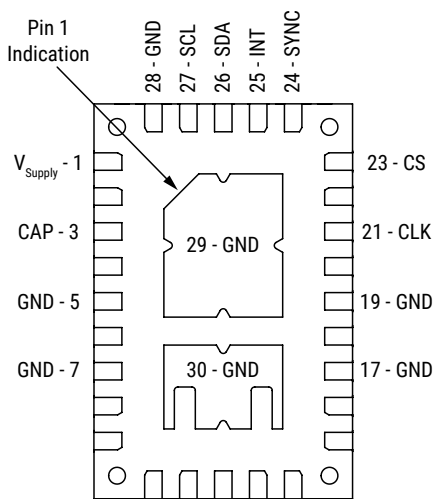 Pin 1
Indication
28 - GND
27 - SCL
26 - SDA
25 - INT
24 - SYNC
V_Supply - 1
23 - CS
CAP - 3
21 - CLK
29 - GND
GND - 5
19 - GND
GND - 7
30 - GND
17 - GND